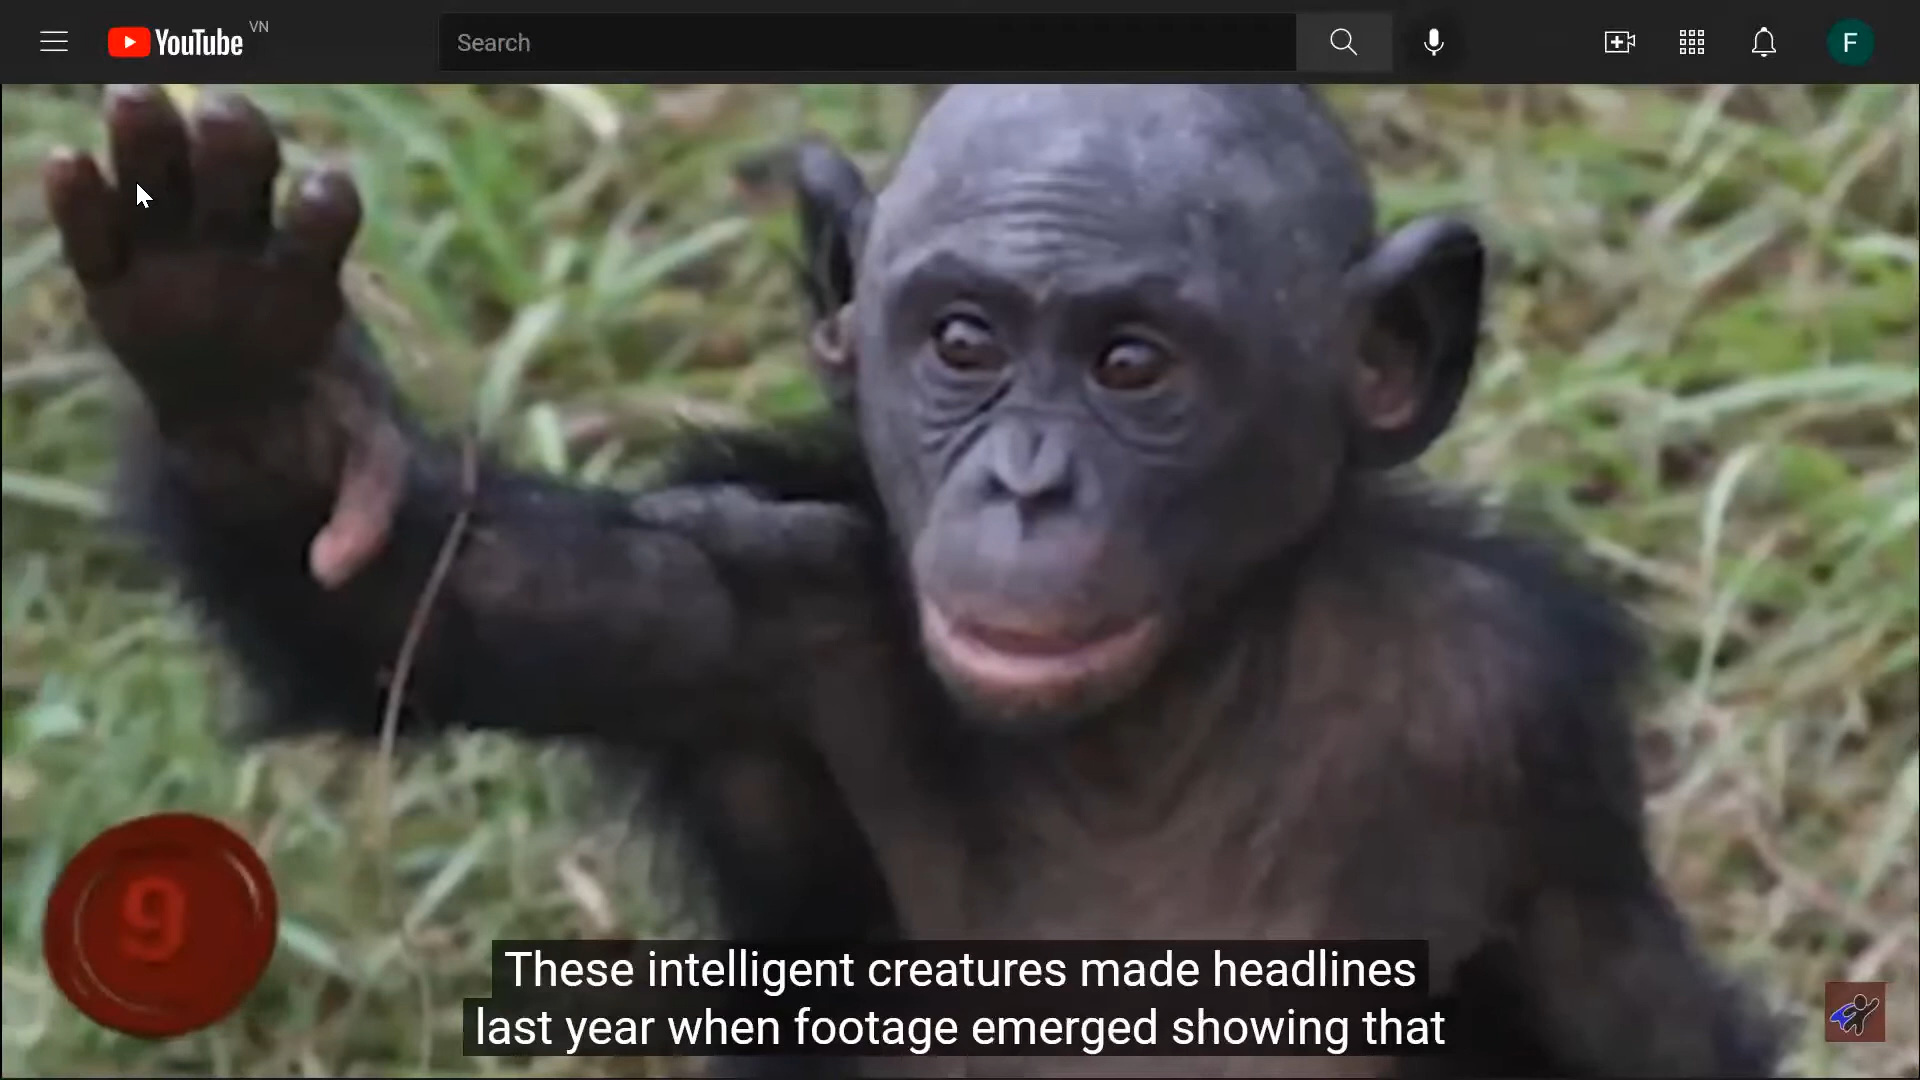 YouTube VN
Search
F
9
These intelligent creatures made headlines
last year when footage emerged showing that